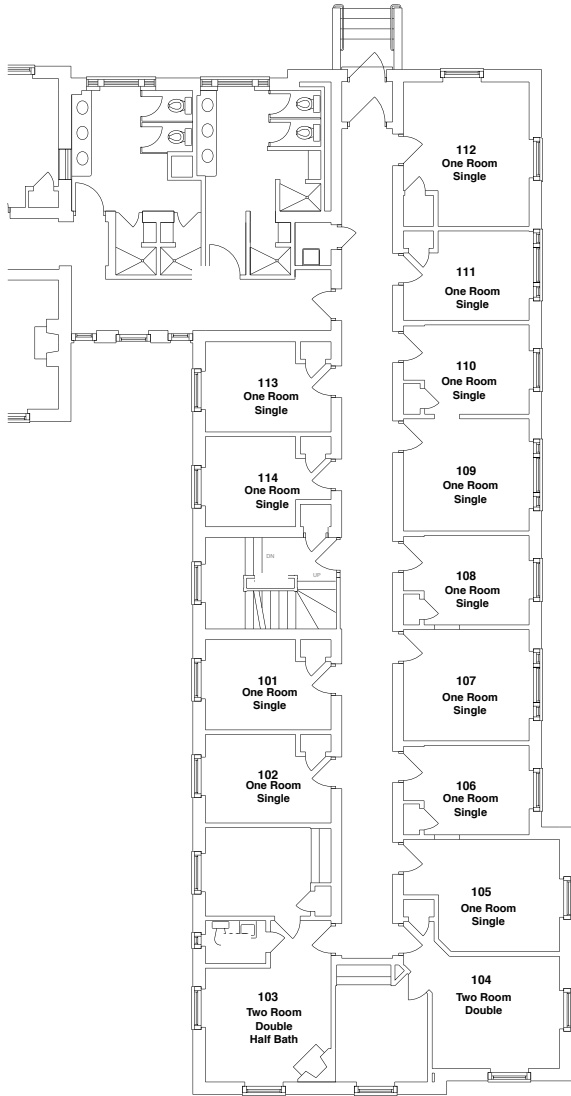 112
One Room
Single
111
One Room
Single
110
One Room
Single
113
One Room
Single
109
One Room
Single
114
One Room
Single
DN
UP
108
One Room
Single
101
One Room
Single
107
One Room
Single
102
One Room
Single
106
One Room
Single
105
One Room
Single
104
Two Room
Double
103
Two Room
Double
Half Bath